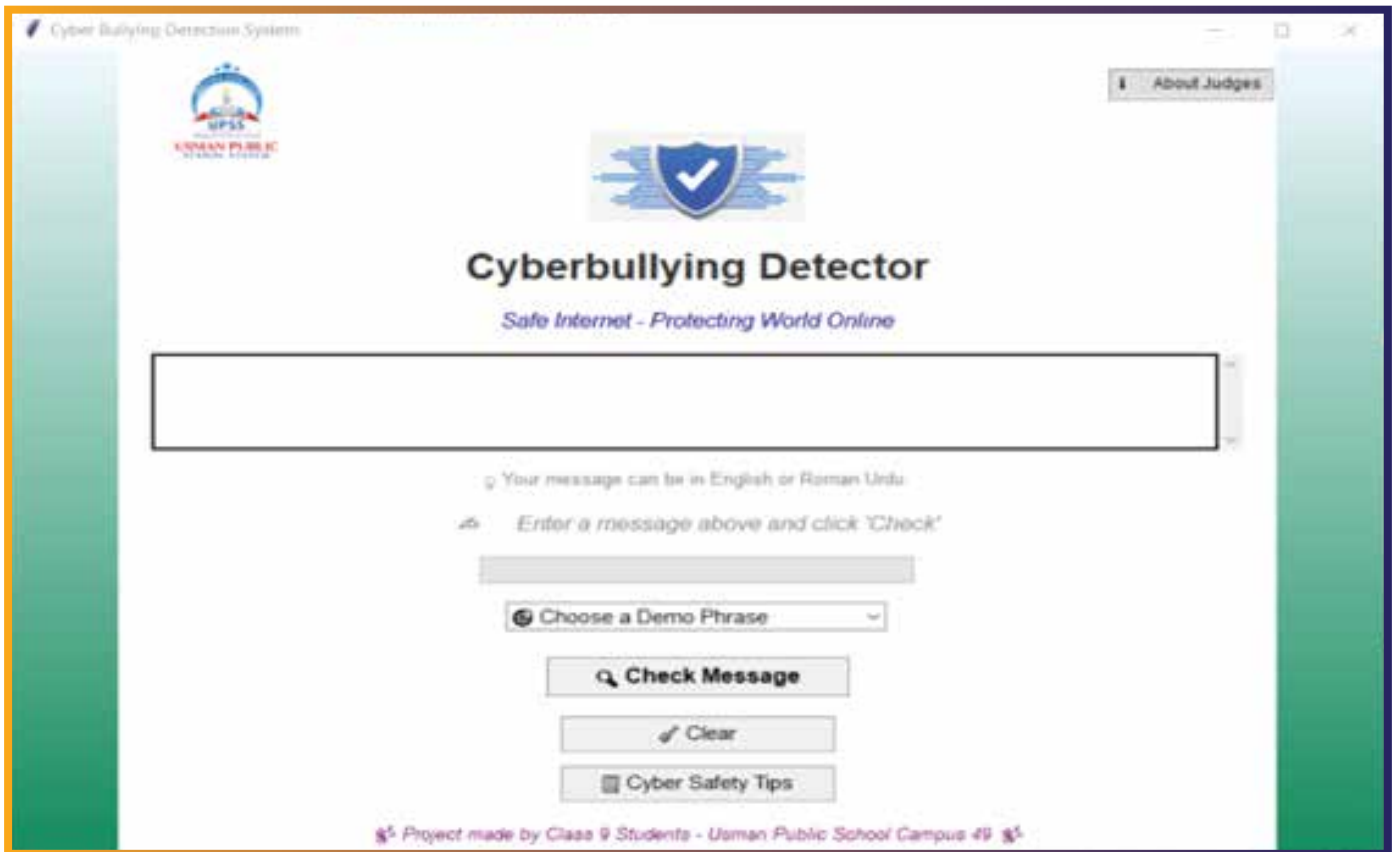 Cyber Bullying Detection System
About Judges
UPSS
USMAN PUBLIC
SCHOOL SYSTEM
Cyberbullying Detector
Safe Internet - Protecting World Online
Your message can be in English or Roman Urdu.
Enter a message above and click 'Check'
Choose a Demo Phrase
Check Message
Clear
Cyber Safety Tips
Project made by Class 9 Students - Usman Public School Campus 49